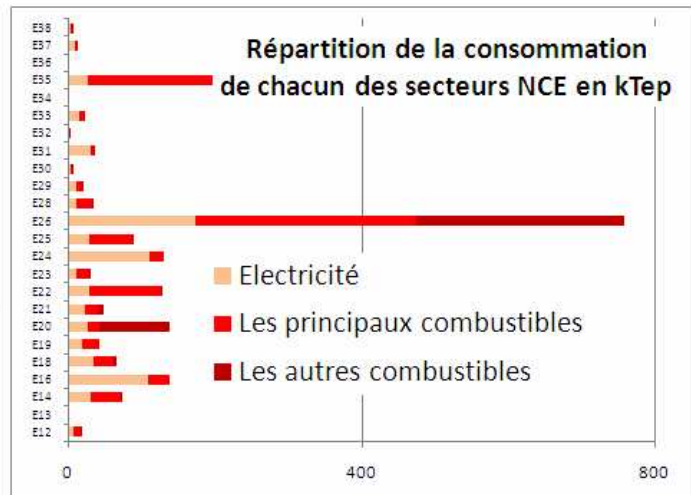 Répartition de la consommation
de chacun des secteurs NCE en kTep
E38
E37
E36
E35
E34
E33
E32
E31
E30
E29
E28
E26
E25
E24
E23
E22
E21
E20
E19
E18
E16
E14
E13
E12
Electricité
Les principaux combustibles
Les autres combustibles
0
400
800